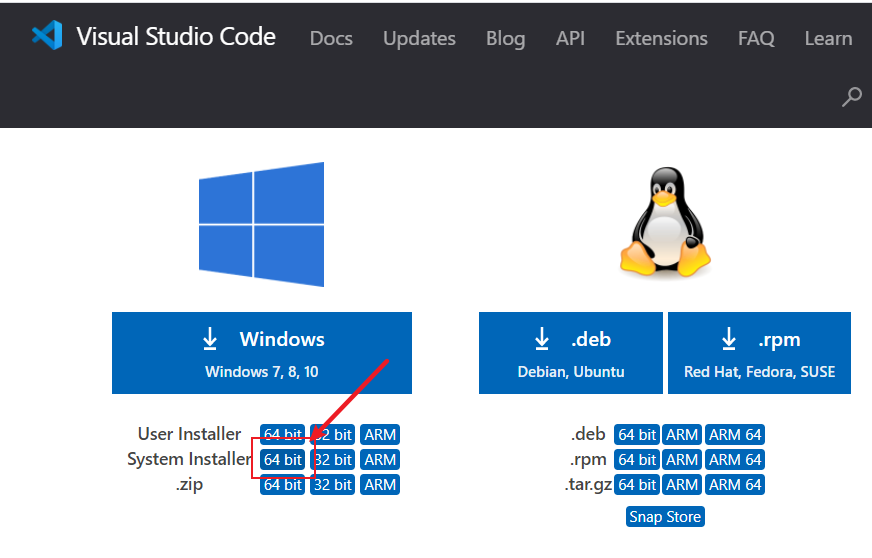 Visual Studio Code Docs Updates Blog API Extensions FAQ Learn
Windows
Windows 7, 8, 10
.deb
Debian, Ubuntu
.rpm
Red Hat, Fedora, SUSE
User Installer 64 bit 32 bit ARM
System Installer 64 bit 32 bit ARM
.zip 64 bit 32 bit ARM
.deb 64 bit ARM ARM 64
.rpm 64 bit ARM ARM 64
.tar.gz 64 bit ARM ARM 64
Snap Store